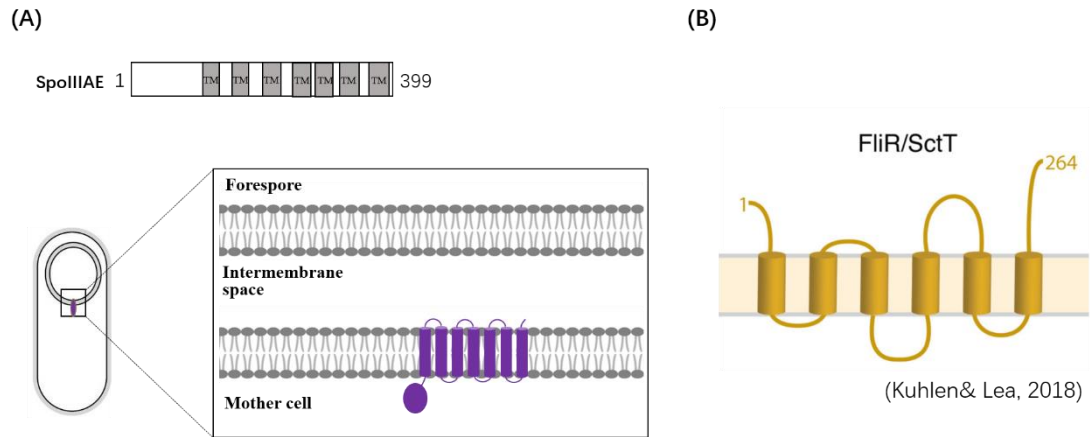 (A)
SpoIIIAE 1 TM TM TM TM TM TM TM 399
Forespore
Intermembrane
space
Mother cell
(B)
FliR/SctT
1
264
(Kuhlen& Lea, 2018)